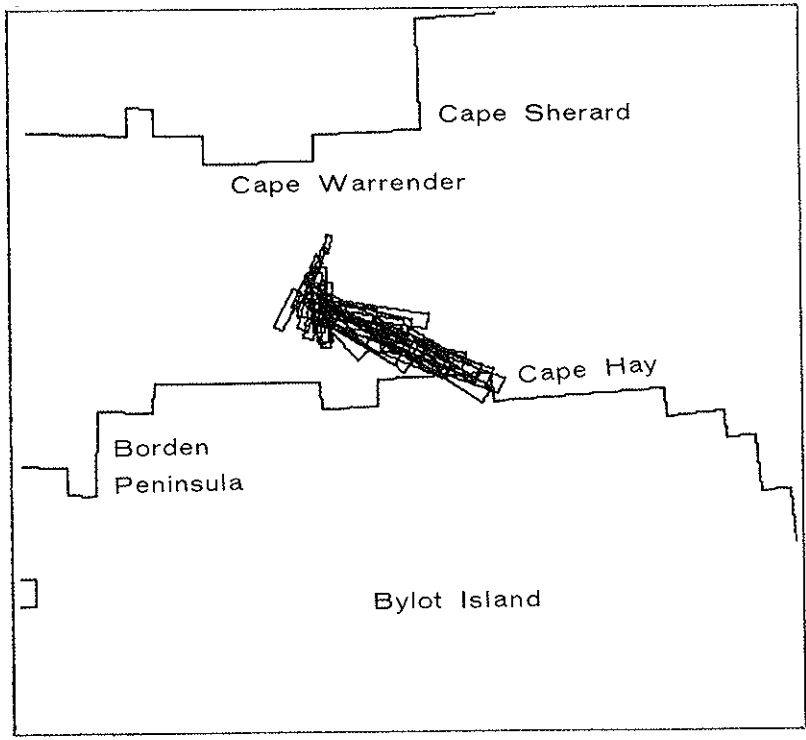 Cape Sherard
Cape Warrender
Cape Hay
Borden
Peninsula
Bylot Island